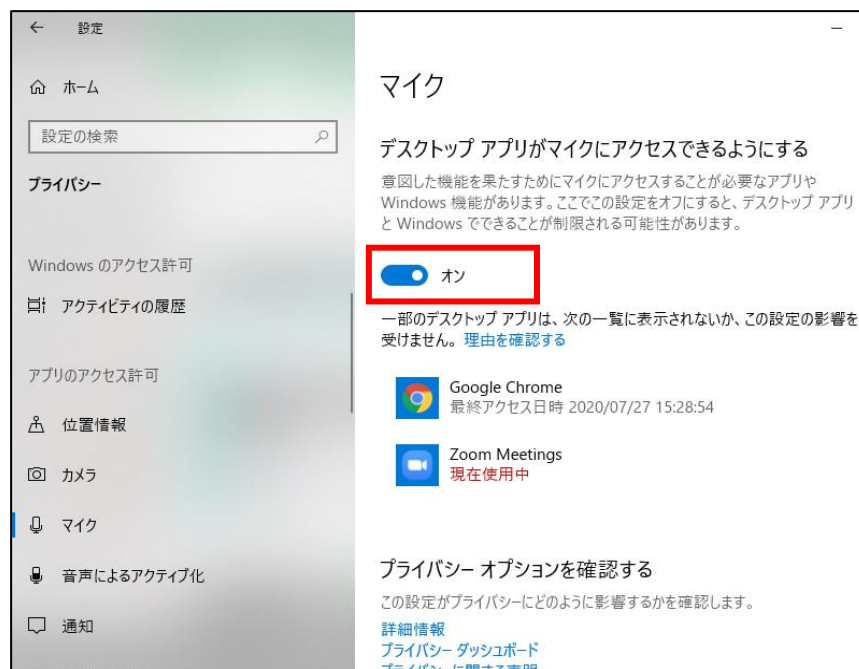 設定
ホーム
設定の検索
プライバシー
Windows のアクセス許可
アクティビティの履歴
アプリのアクセス許可
位置情報
カメラ
マイク
音声によるアクティブ化
通知
マイク
デスクトップ アプリがマイクにアクセスできるようにする
意図した機能を果たすためにマイクにアクセスすることが必要なアプリや
Windows 機能があります。ここでこの設定をオフにすると、デスクトップ アプリ
と Windows でできることが制限される可能性があります。
オン
一部のデスクトップ アプリは、次の一覧に表示されないか、この設定の影響を
受けません。 理由を確認する
Google Chrome
最終アクセス日時 2020/07/27 15:28:54
Zoom Meetings
現在使用中
プライバシー オプションを確認する
この設定がプライバシーにどのように影響するかを確認します。
詳細情報
プライバシー ダッシュボード
プライバシーに関する声明